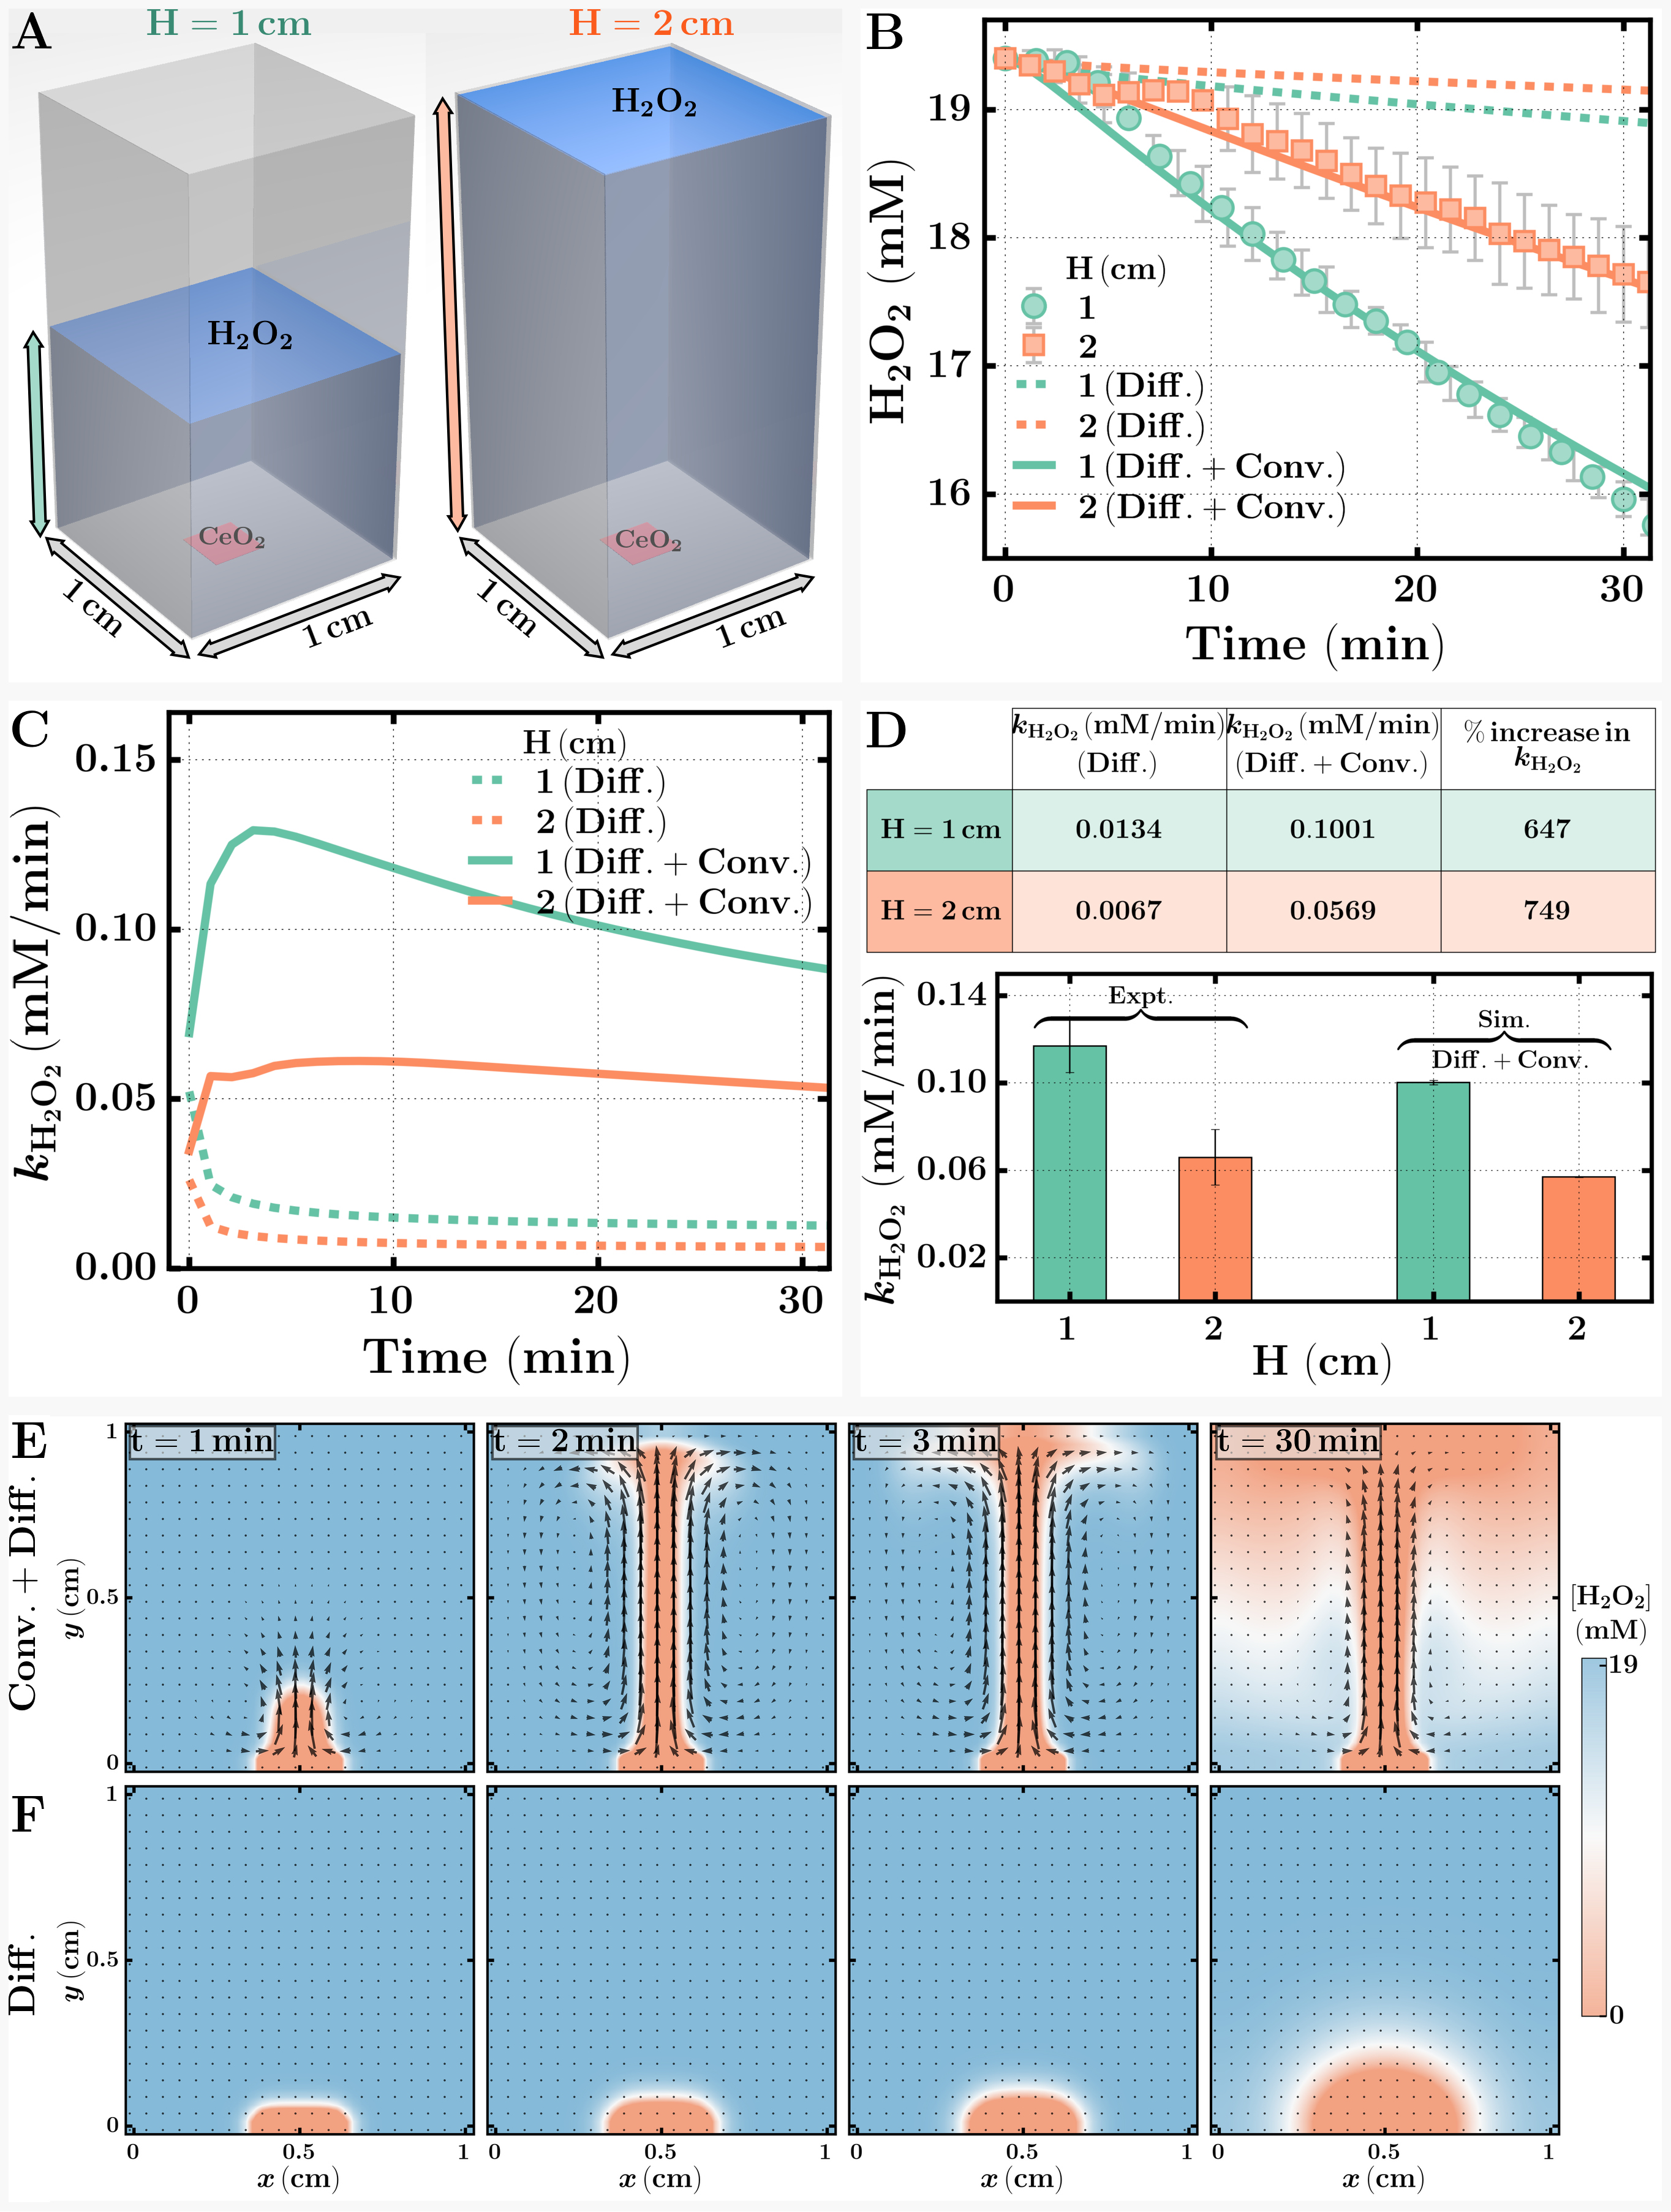 A
H = 1 cm
H = 2 cm
H₂O₂
H₂O₂
CeO₂
CeO₂
1 cm
1 cm
1 cm
1 cm
B
H₂O₂ (mM)
19
18
17
16
H (cm)
1
2
1 (Diff.)
2 (Diff.)
1 (Diff. + Conv.)
2 (Diff. + Conv.)
0
10
20
30
Time (min)
C
k_H₂O₂ (mM/min)
0.15
0.10
0.05
0.00
H (cm)
1 (Diff.)
2 (Diff.)
1 (Diff. + Conv.)
2 (Diff. + Conv.)
0
10
20
30
Time (min)
D
k_H₂O₂ (mM/min)
(Diff.)
k_H₂O₂ (mM/min)
(Diff. + Conv.)
% increase in
k_H₂O₂
H = 1 cm
0.0134
0.1001
647
H = 2 cm
0.0067
0.0569
749
k_H₂O₂ (mM/min)
0.14
0.10
0.06
0.02
Expt.
Sim.
Diff. + Conv.
1
2
1
2
H (cm)
E
Conv. + Diff.
y (cm)
1
0.5
0
t = 1 min
t = 2 min
t = 3 min
t = 30 min
[H₂O₂]
(mM)
19
0
F
Diff.
y (cm)
1
0.5
0
0
0.5
1
x (cm)
0
0.5
1
x (cm)
0
0.5
1
x (cm)
0
0.5
1
x (cm)